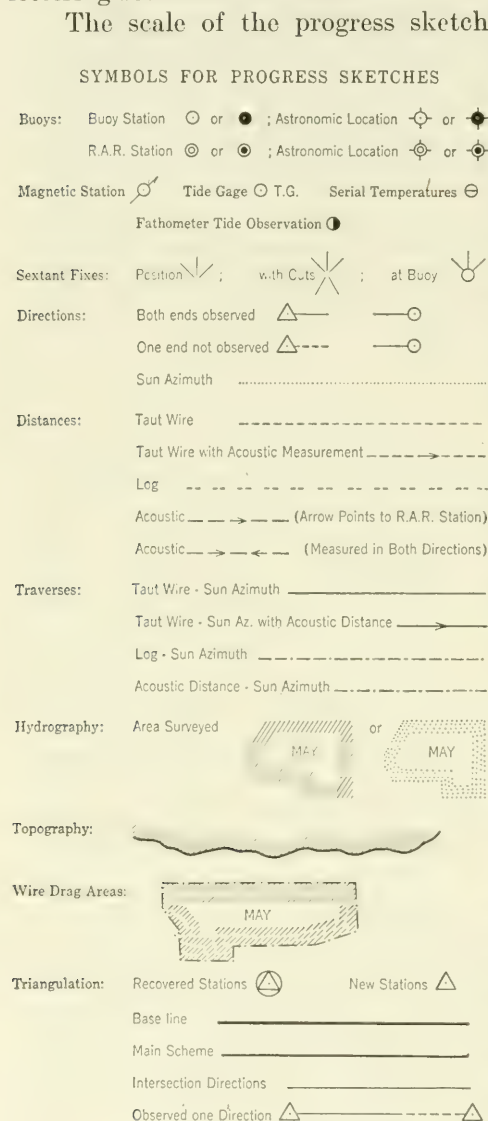 The scale of the progress sketch
SYMBOLS FOR PROGRESS SKETCHES
Buoys: Buoy Station or ; Astronomic Location or
R.A.R. Station or ; Astronomic Location or
Magnetic Station Tide Gage T.G. Serial Temperatures
Fathometer Tide Observation
Sextant Fixes: Position ; with Cuts ; at Buoy
Directions: Both ends observed
One end not observed
Sun Azimuth
Distances: Taut Wire
Taut Wire with Acoustic Measurement
Log
Acoustic (Arrow Points to R.A.R. Station)
Acoustic (Measured in Both Directions)
Traverses: Taut Wire - Sun Azimuth
Taut Wire - Sun Az. with Acoustic Distance
Log - Sun Azimuth
Acoustic Distance - Sun Azimuth
Hydrography: Area Surveyed MAY or MAY
Topography:
Wire Drag Areas: MAY
Triangulation: Recovered Stations New Stations
Base line
Main Scheme
Intersection Directions
Observed one Direction